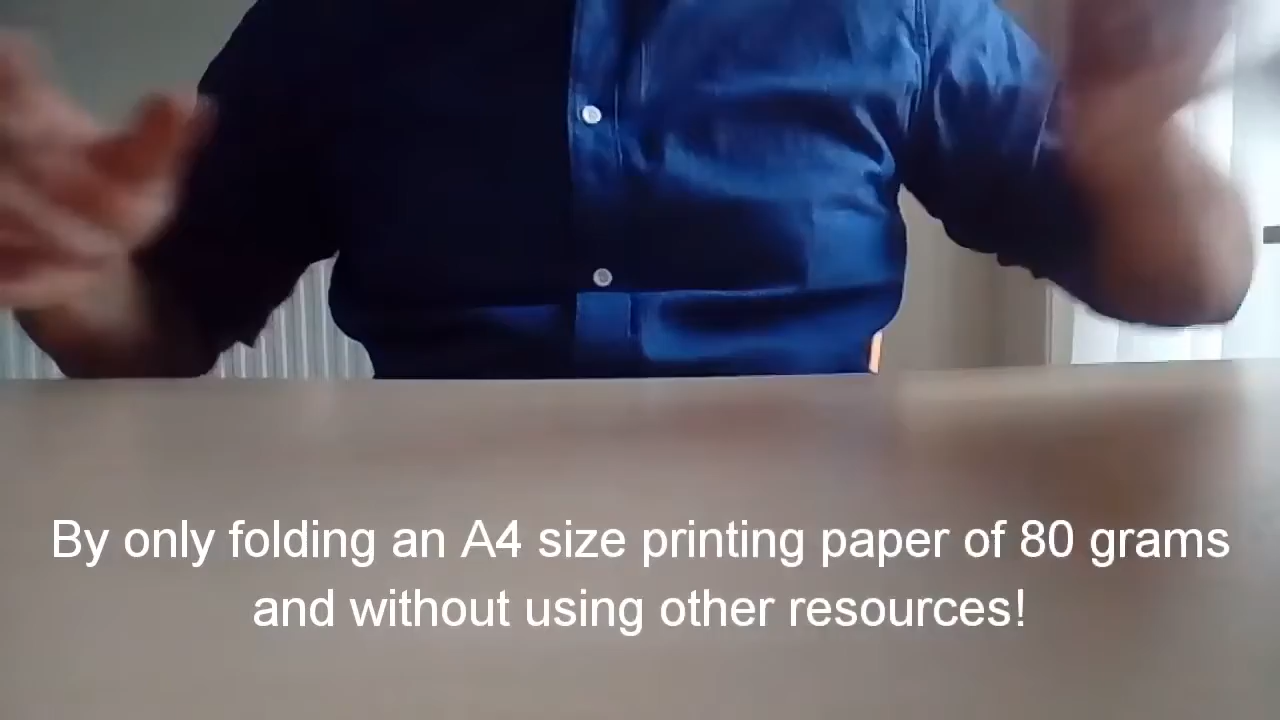 By only folding an A4 size printing paper of 80 grams
and without using other resources!